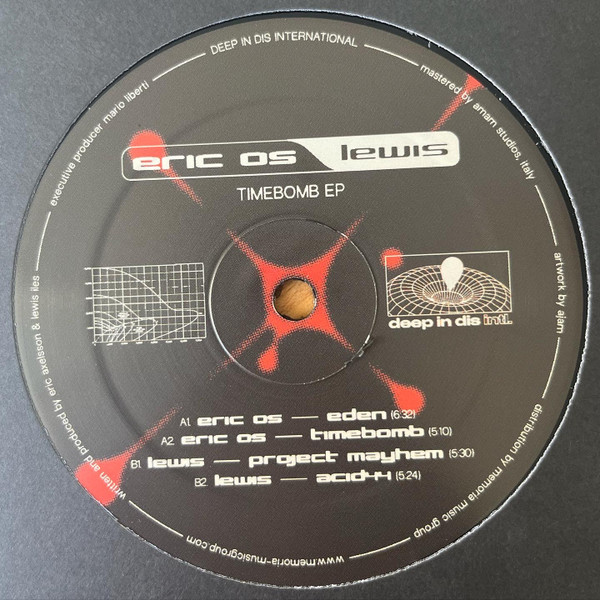 DEEP IN DIS INTERNATIONAL
mastered by amam studios, italy
artwork by ajam
distribution by memoria music group
www.memoria-musicgroup.com
written and produced by eric axelsson & lewis iles
executive producer mario liberti
eric os lewis
TIMEBOMB EP
deep in dis intl.
A1 eric os — eden (6:32)
A2 eric os — timebomb (5:10)
B1 lewis — project mayhem (5:30)
B2 lewis — acid44 (5:24)